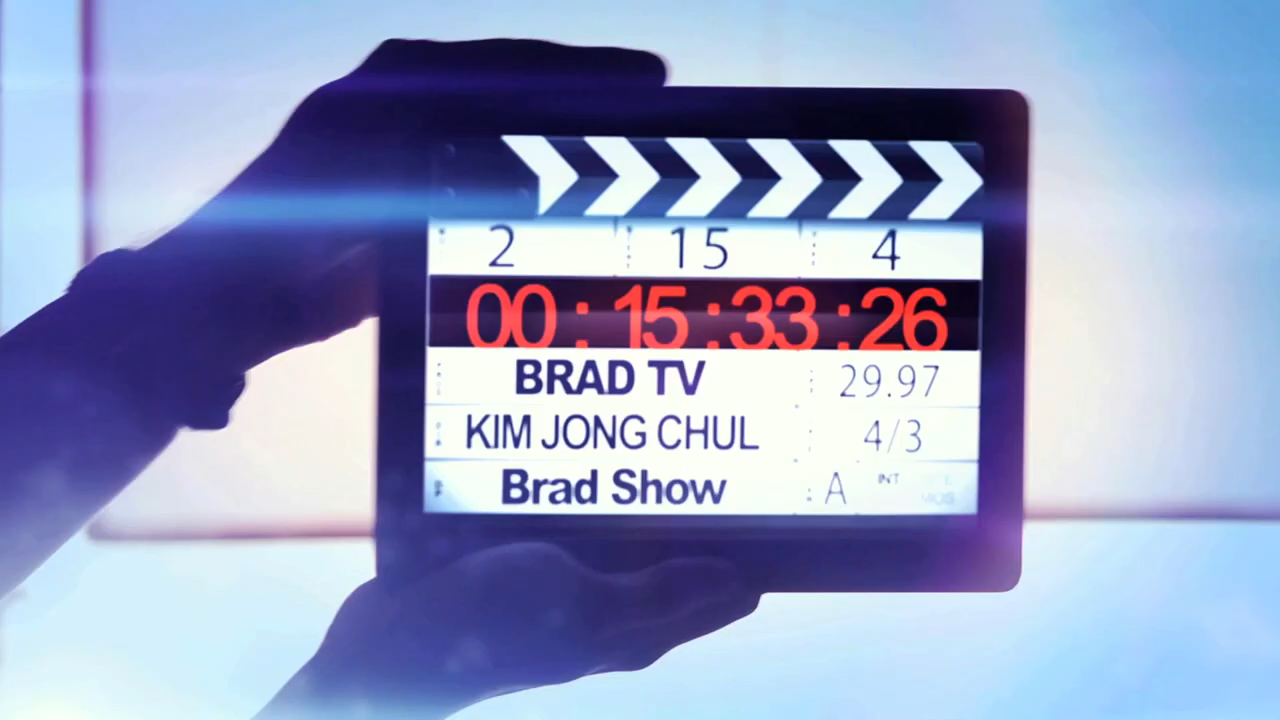 2 15 4
00 : 15 : 33 : 26
BRAD TV 29.97
KIM JONG CHUL 4/3
Brad Show A INT